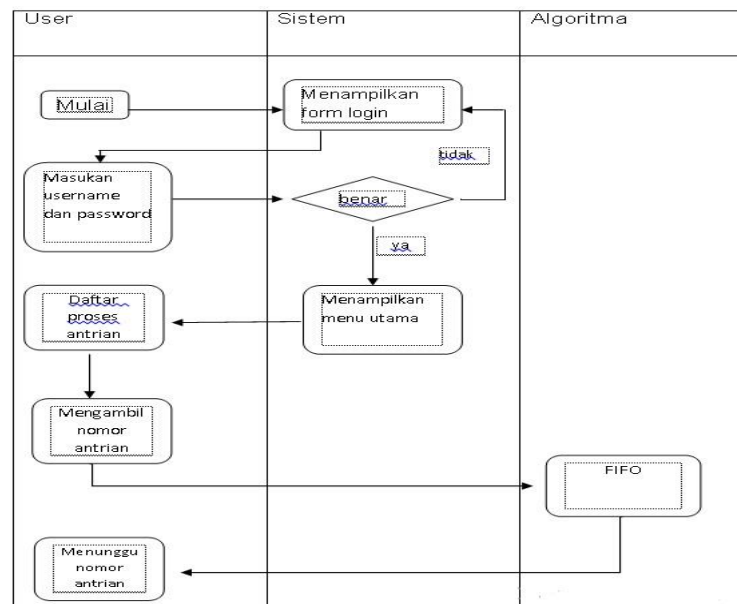 User
Sistem
Algoritma
Mulai
Menampilkan
form login
tidak
Masukan
username
dan password
benar
ya
Daftar
proses
antrian
Menampilkan
menu utama
Mengambil
nomor
antrian
FIFO
Menunggu
nomor
antrian